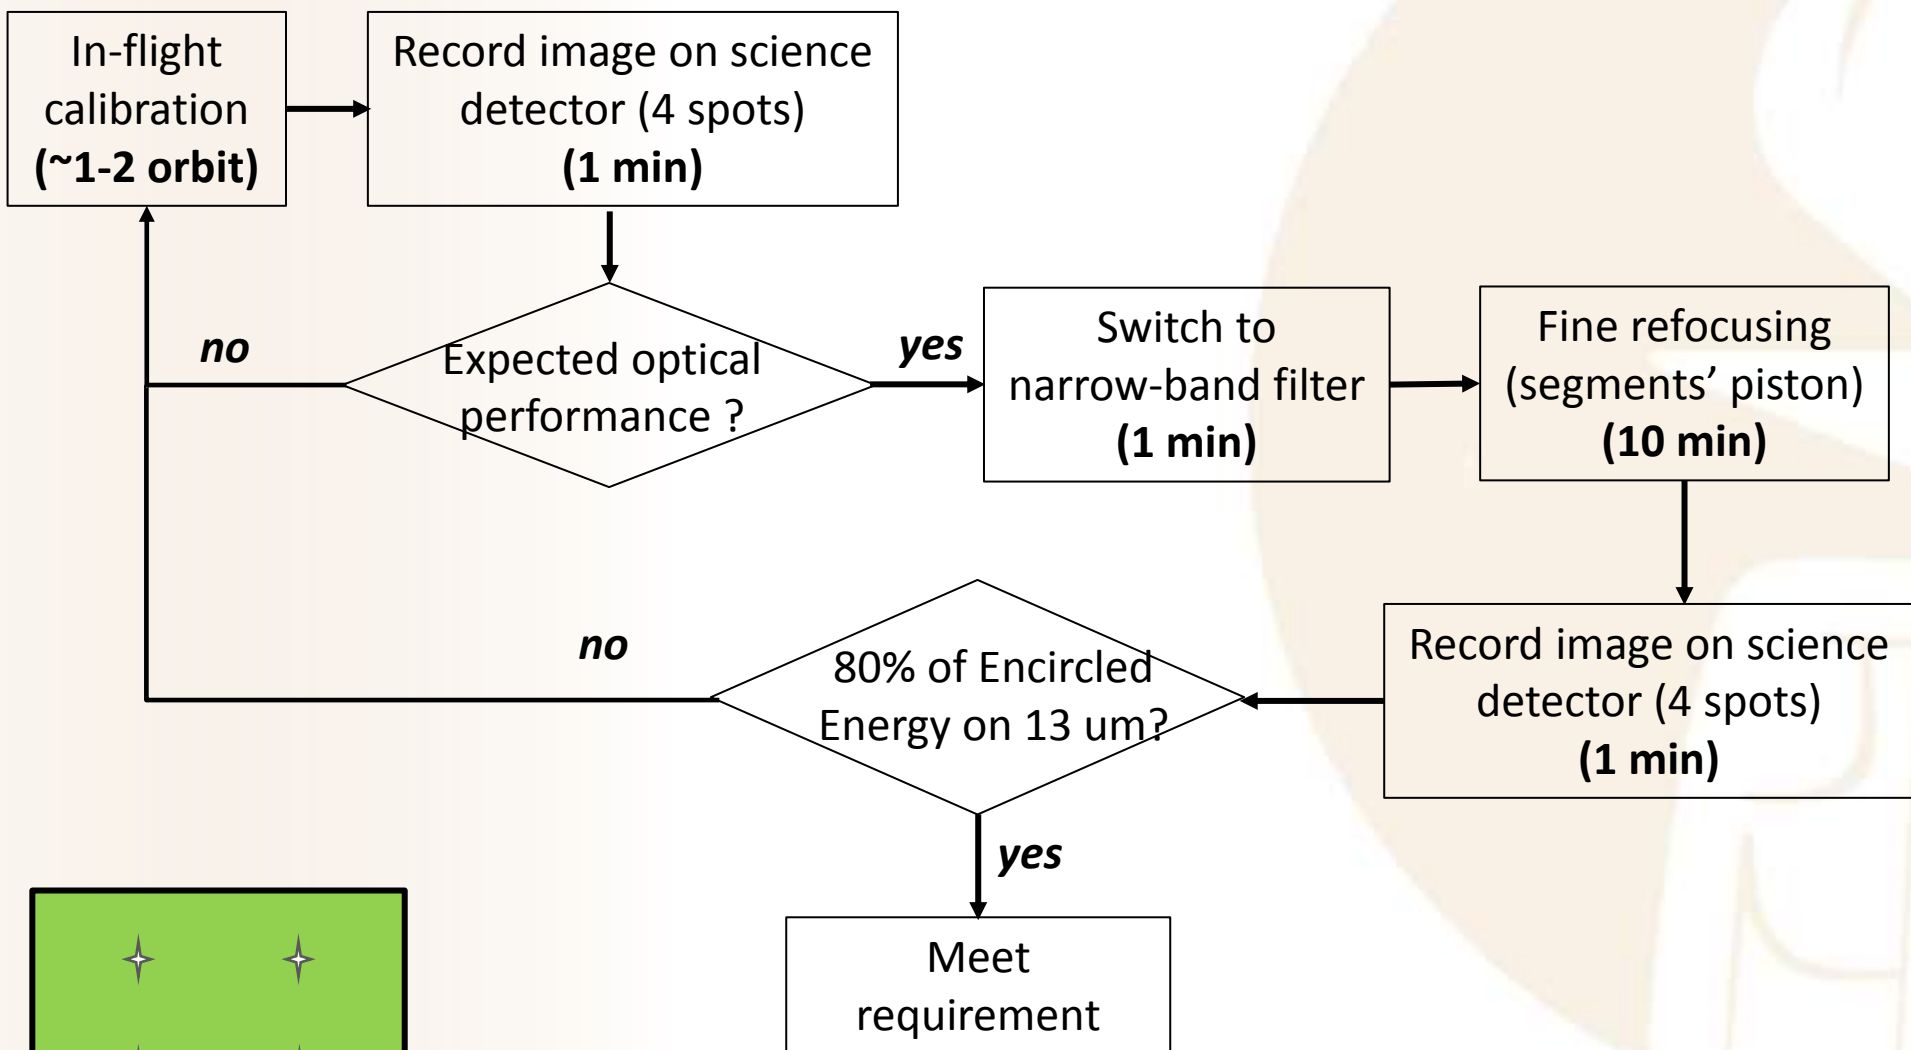 In-flight
calibration
(~1-2 orbit)
Record image on science
detector (4 spots)
(1 min)
Expected optical
performance ?
no
yes
Switch to
narrow-band filter
(1 min)
Fine refocusing
(segments’ piston)
(10 min)
Record image on science
detector (4 spots)
(1 min)
80% of Encircled
Energy on 13 um?
no
yes
Meet
requirement